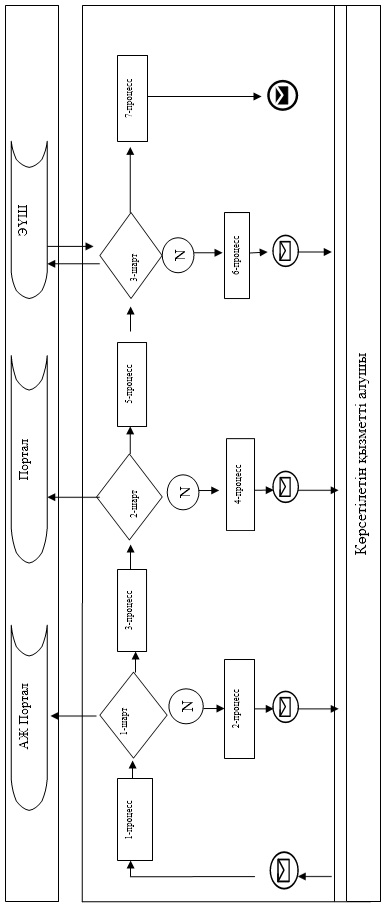 АЖ Портал
Портал
ЭҮШ
1-процесс
1-шарт
3-процесс
2-шарт
5-процесс
3-шарт
7-процесс
N
N
N
2-процесс
4-процесс
6-процесс
Көрсетілетін қызметті алушы